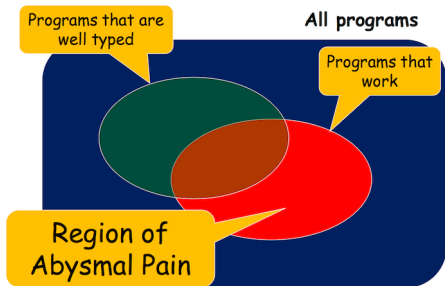 Programs that are
well typed
All programs
Programs that
work
Region of
Abysmal Pain